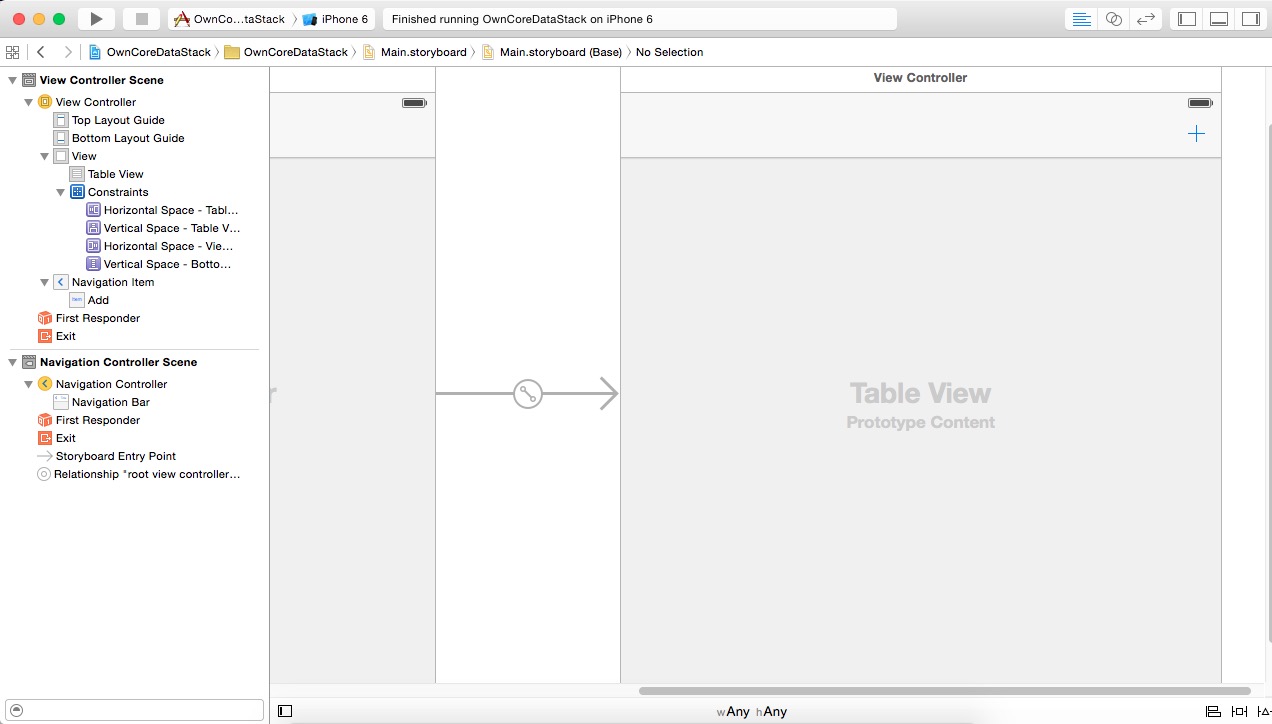 OwnCo...taStack iPhone 6 Finished running OwnCoreDataStack on iPhone 6
OwnCoreDataStack OwnCoreDataStack Main.storyboard Main.storyboard (Base) No Selection
View Controller Scene
View Controller
Top Layout Guide
Bottom Layout Guide
View
Table View
Constraints
Horizontal Space - Tabl...
Vertical Space - Table V...
Horizontal Space - Vie...
Vertical Space - Botto...
Navigation Item
Item Add
First Responder
Exit
Navigation Controller Scene
Navigation Controller
Navigation Bar
First Responder
Exit
Storyboard Entry Point
Relationship "root view controller...
View Controller
r
Table View
Prototype Content
wAny hAny